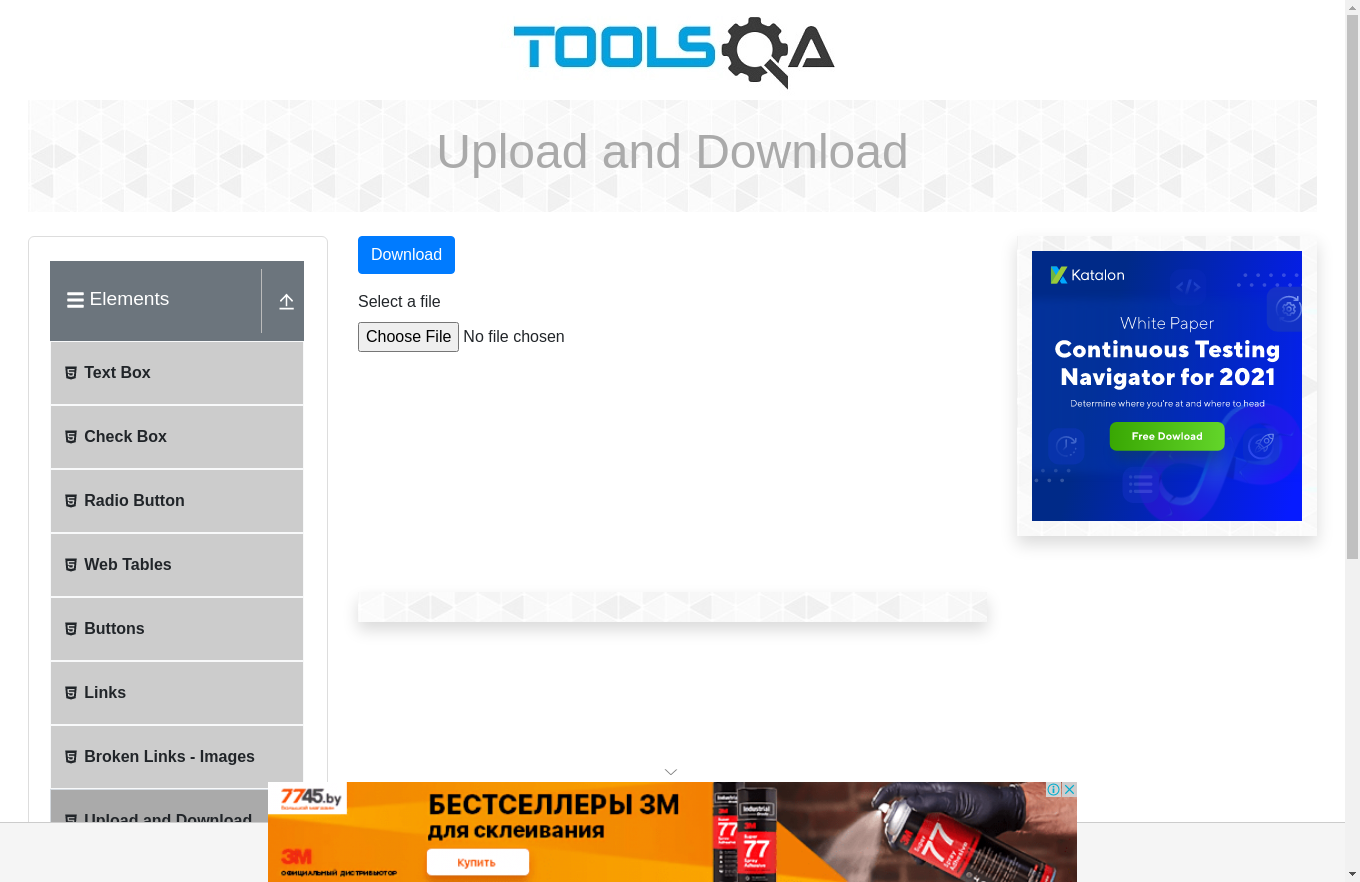 TOOLSQA
Upload and Download
Elements
Text Box
Check Box
Radio Button
Web Tables
Buttons
Links
Broken Links - Images
Upload and Download
Download
Select a file
Choose File No file chosen
Katalon
White Paper
Continuous Testing
Navigator for 2021
Determine where you're at and where to head
Free Dowload
7745.by
БЕСТСЕЛЛЕРЫ 3М
для склеивания
Купить
3M
ОФИЦИАЛЬНЫЙ ДИСТРИБЬЮТОР
Industrial
77
Industrial
77
3M
77